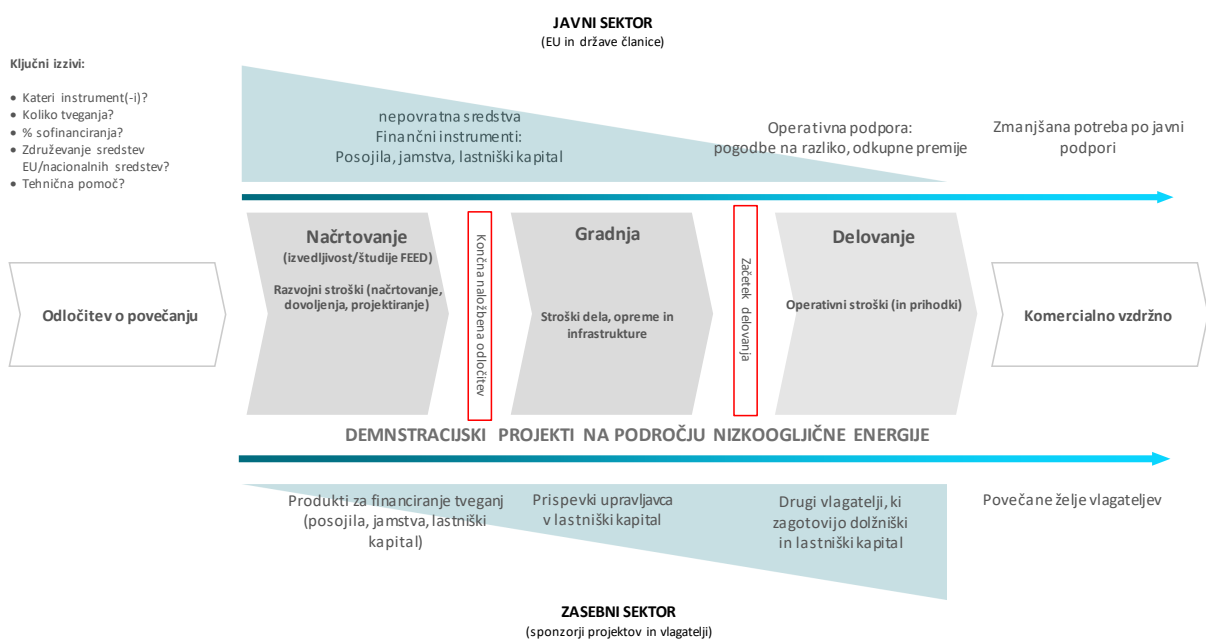 JAVNI SEKTOR
(EU in države članice)
Ključni izzivi:
• Kateri instrument(-i)?
• Koliko tveganja?
• % sofinanciranja?
• Združevanje sredstev
EU/nacionalnih sredstev?
• Tehnična pomoč?
nepovratna sredstva
Finančni instrumenti:
Posojila, jamstva, lastniški kapital
Operativna podpora:
pogodbe na razliko, odkupne premije
Zmanjšana potreba po javni
podpori
Odločitev o povečanju
Načrtovanje
(izvedljivost/študije FEED)
Razvojni stroški (načrtovanje,
dovoljenja, projektiranje)
Končna naložbena odločitev
Gradnja
Stroški dela, opreme in
infrastrukture
Začetek delovanja
Delovanje
Operativni stroški (in prihodki)
Komercialno vzdržno
DEMNSTRACIJSKI PROJEKTI NA PODROČJU NIZKOOGLJIČNE ENERGIJE
Produkti za financiranje tveganj
(posojila, jamstva, lastniški
kapital)
Prispevki upravljavca
v lastniški kapital
Drugi vlagatelji, ki
zagotovijo dolžniški
in lastniški kapital
Povečane želje vlagateljev
ZASEBNI SEKTOR
(sponzorji projektov in vlagatelji)